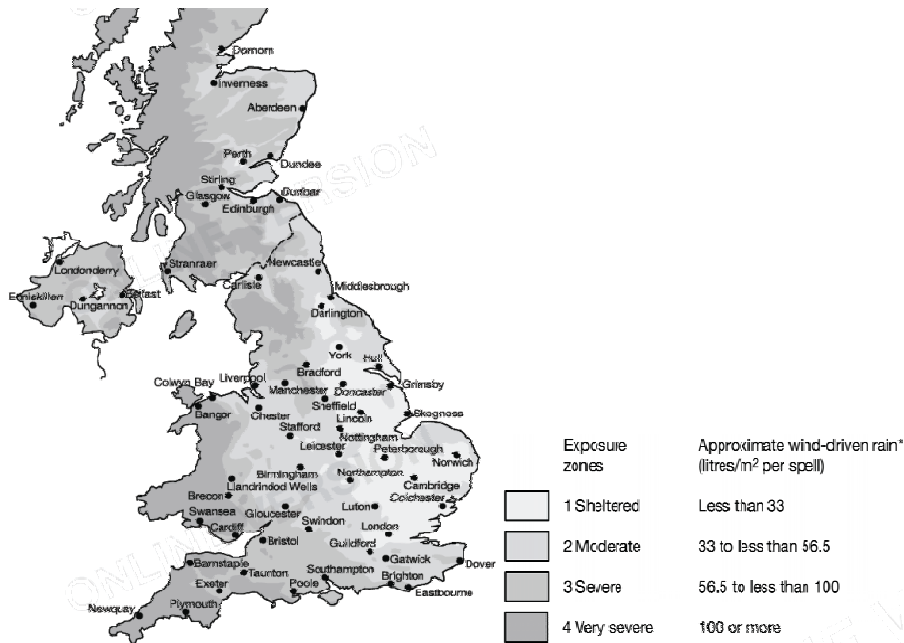 Dornoch
Inverness
Aberdeen
Perth
Dundee
Stirling
Dunbar
Glasgow
Edinburgh
Stranraer
Newcastle
Londonderry
Carlisle
Enniskillen
Belfast
Dungannon
Middlesbrough
Darlington
York
Hull
Bradford
Colwyn Bay
Liverpool
Manchester
Doncaster
Grimsby
Sheffield
Bangor
Chester
Lincoln
Skegness
Stafford
Nottingham
Leicester
Peterborough
Norwich
Birmingham
Northampton
Llandrindod Wells
Cambridge
Brecon
Colchester
Swansea
Gloucester
Luton
Cardiff
Swindon
London
Bristol
Guildford
Gatwick
Dover
Barnstaple
Taunton
Southampton
Brighton
Exeter
Poole
Eastbourne
Newquay
Plymouth
Exposure zones
Approximate wind-driven rain*
(litres/m² per spell)
1 Sheltered Less than 33
2 Moderate 33 to less than 56.5
3 Severe 56.5 to less than 100
4 Very severe 100 or more